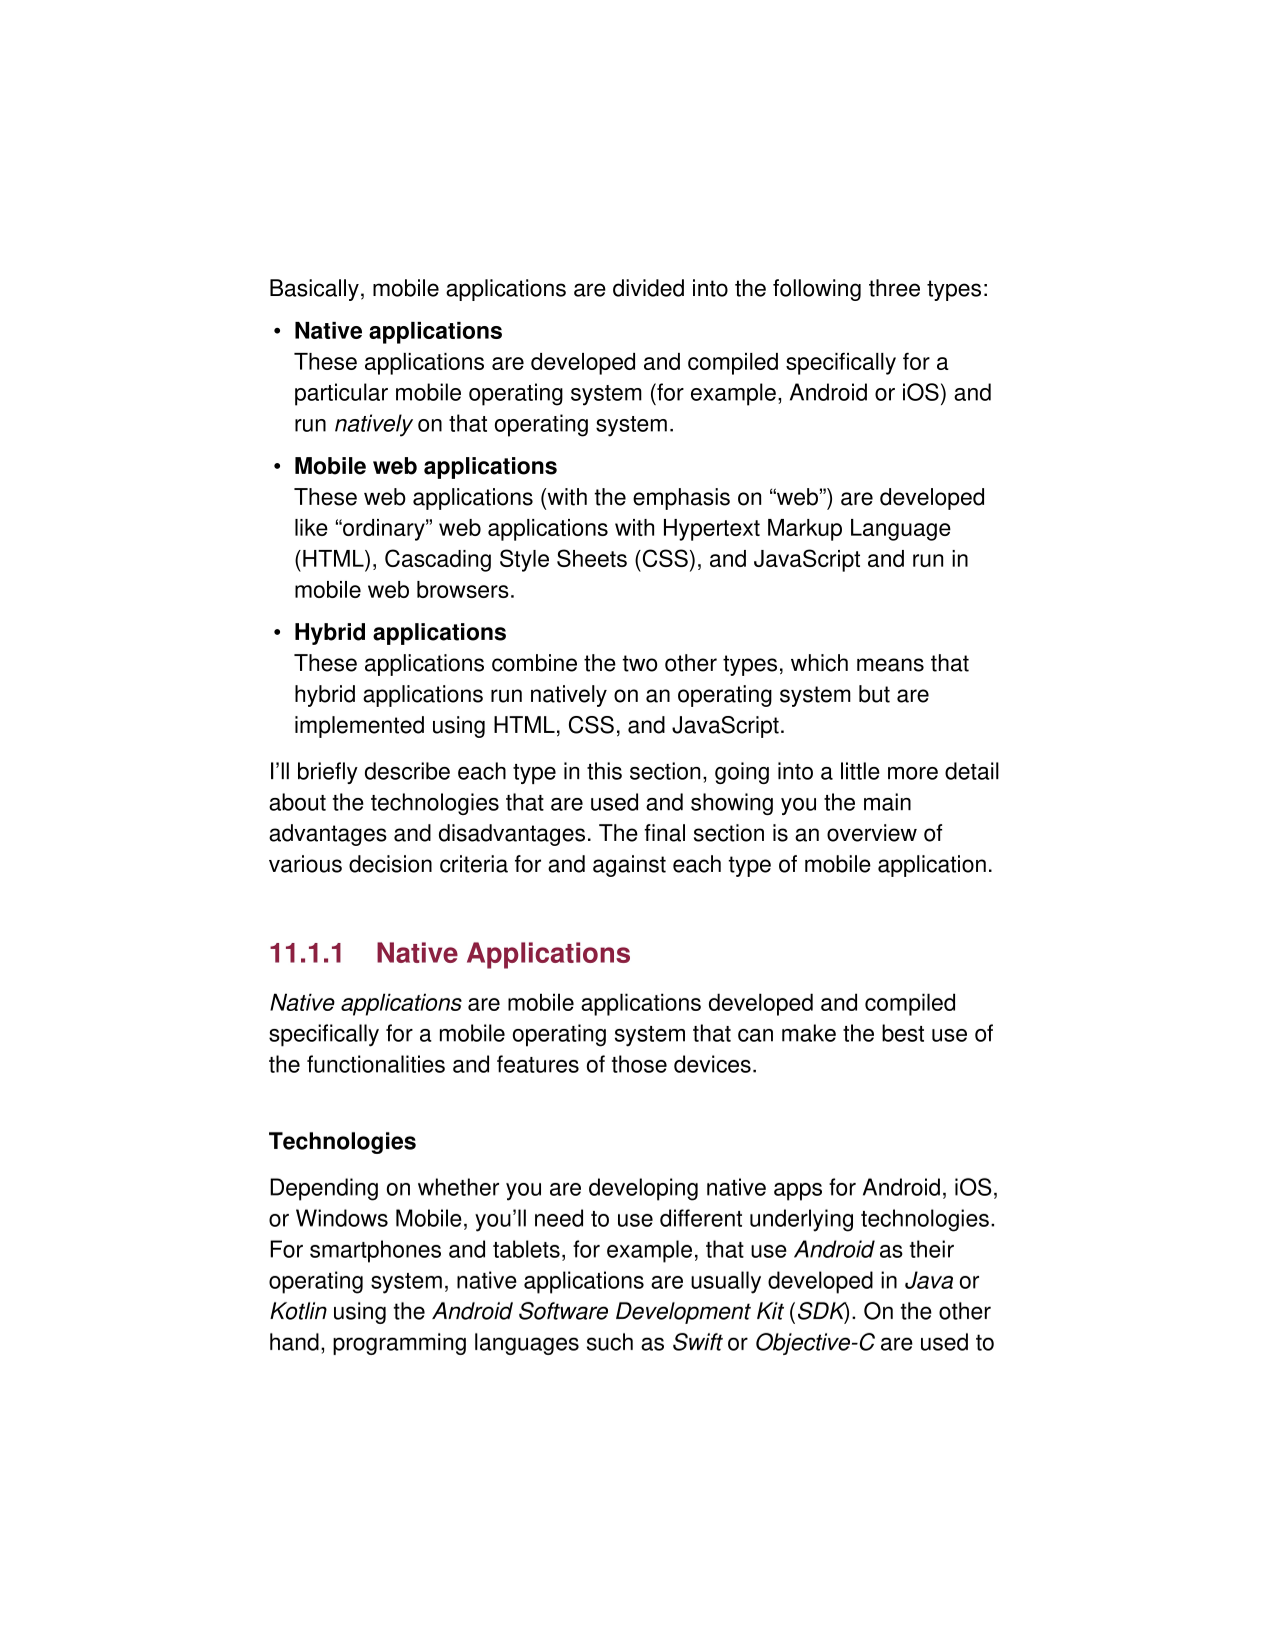 Basically, mobile applications are divided into the following three types:
• Native applications
These applications are developed and compiled specifically for a
particular mobile operating system (for example, Android or iOS) and
run natively on that operating system.
• Mobile web applications
These web applications (with the emphasis on “web”) are developed
like “ordinary” web applications with Hypertext Markup Language
(HTML), Cascading Style Sheets (CSS), and JavaScript and run in
mobile web browsers.
• Hybrid applications
These applications combine the two other types, which means that
hybrid applications run natively on an operating system but are
implemented using HTML, CSS, and JavaScript.
I’ll briefly describe each type in this section, going into a little more detail
about the technologies that are used and showing you the main
advantages and disadvantages. The final section is an overview of
various decision criteria for and against each type of mobile application.
11.1.1 Native Applications
Native applications are mobile applications developed and compiled
specifically for a mobile operating system that can make the best use of
the functionalities and features of those devices.
Technologies
Depending on whether you are developing native apps for Android, iOS,
or Windows Mobile, you’ll need to use different underlying technologies.
For smartphones and tablets, for example, that use Android as their
operating system, native applications are usually developed in Java or
Kotlin using the Android Software Development Kit (SDK). On the other
hand, programming languages such as Swift or Objective-C are used to